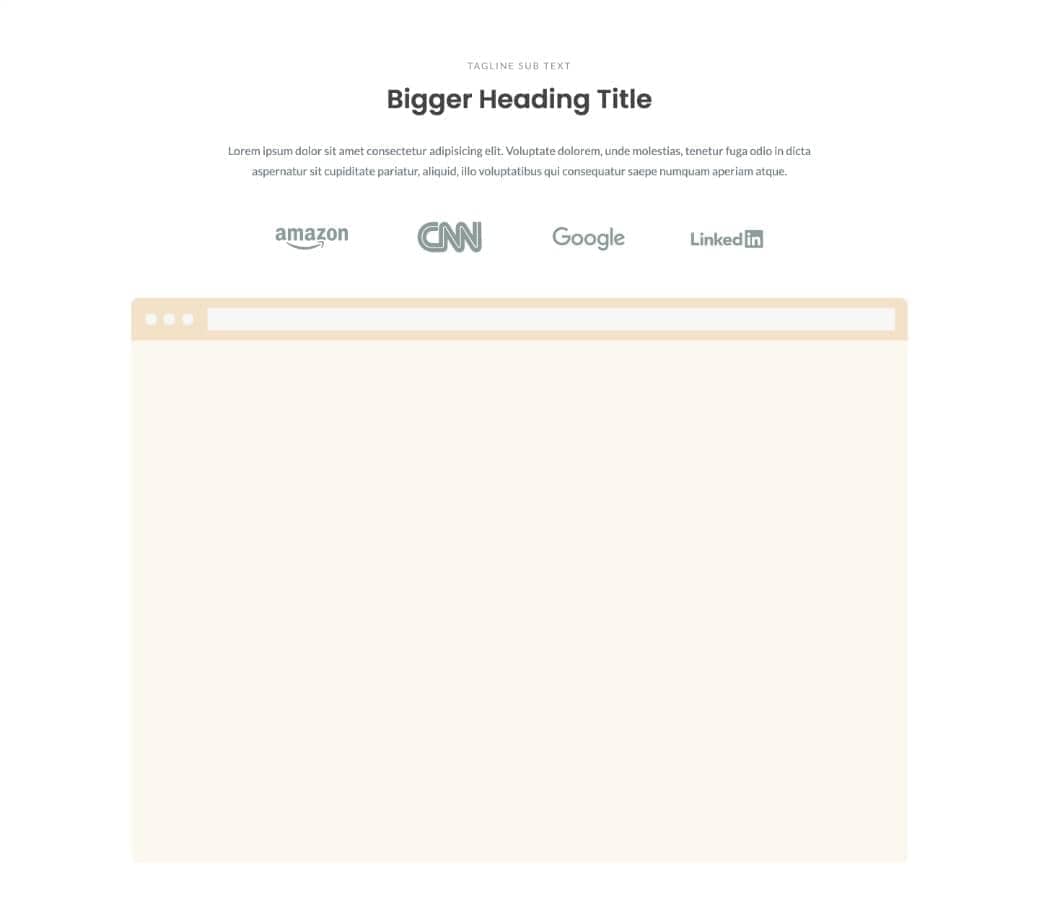 TAGLINE SUB TEXT
Bigger Heading Title
Lorem ipsum dolor sit amet consectetur adipisicing elit. Voluptate dolorem, unde molestias, tenetur fuga odio in dicta
aspernatur sit cupiditate pariatur, aliquid, illo voluptatibus qui consequatur saepe numquam aperiam atque.
amazon CNN Google Linkedin